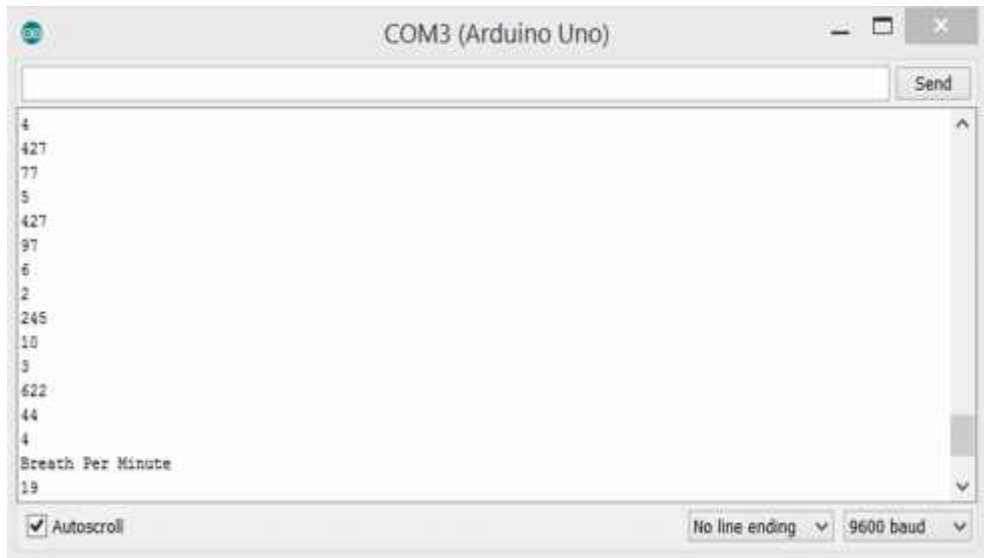 COM3 (Arduino Uno)
Send
4
427
77
5
427
97
6
2
245
10
3
622
44
4
Breath Per Minute
19
Autoscroll
No line ending
9600 baud